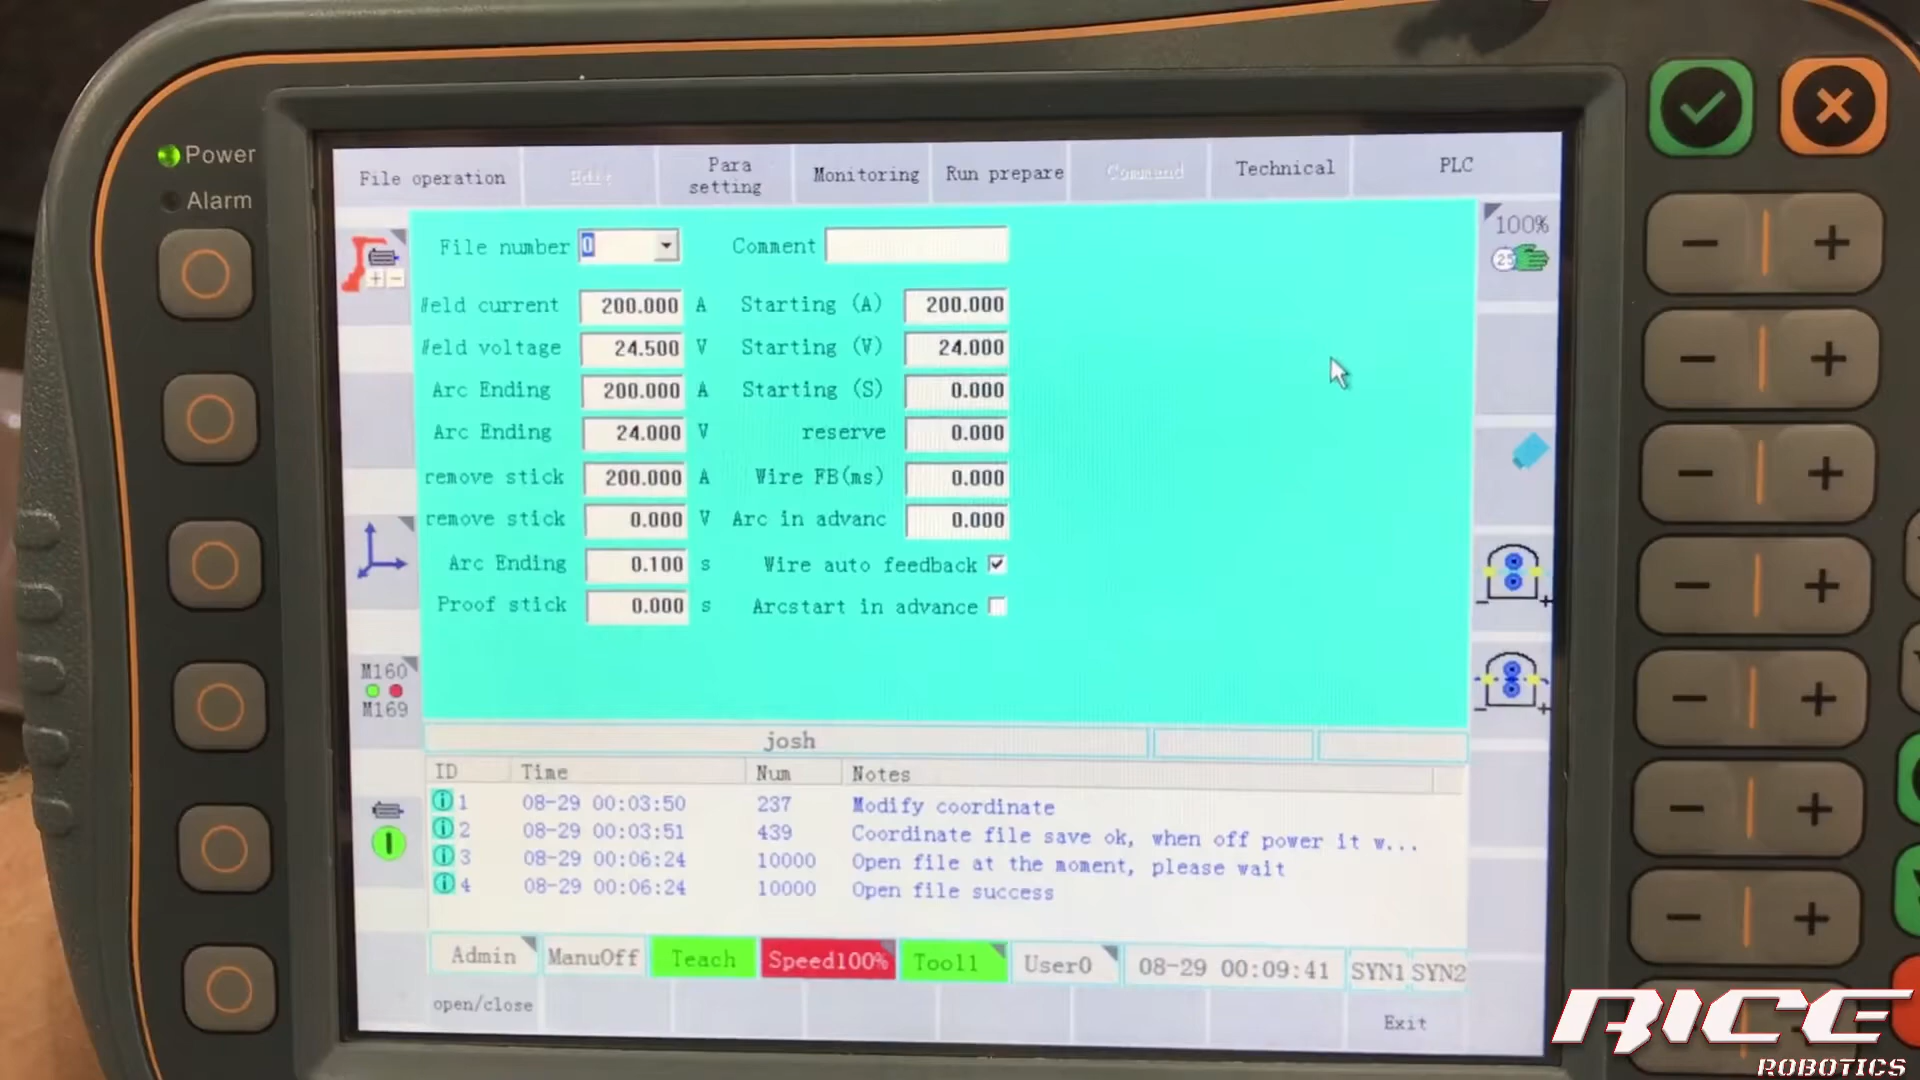 Power
Alarm
File operation
Edit
Para setting
Monitoring
Run prepare
Command
Technical
PLC
File number 0 Comment
Weld current 200.000 A Starting (A) 200.000
Weld voltage 24.500 V Starting (V) 24.000
Arc Ending 200.000 A Starting (S) 0.000
Arc Ending 24.000 V reserve 0.000
remove stick 200.000 A Wire FB(ms) 0.000
remove stick 0.000 V Arc in advanc 0.000
Arc Ending 0.100 s Wire auto feedback
Proof stick 0.000 s Arcstart in advance
100%
M160
M169
josh
ID Time Num Notes
1 08-29 00:03:50 237 Modify coordinate
2 08-29 00:03:51 439 Coordinate file save ok, when off power it w...
3 08-29 00:06:24 10000 Open file at the moment, please wait
4 08-29 00:06:24 10000 Open file success
Admin ManuOff Teach Speed100% Tool1 User0 08-29 00:09:41 SYN1 SYN2
open/close Exit
RICE
ROBOTICS